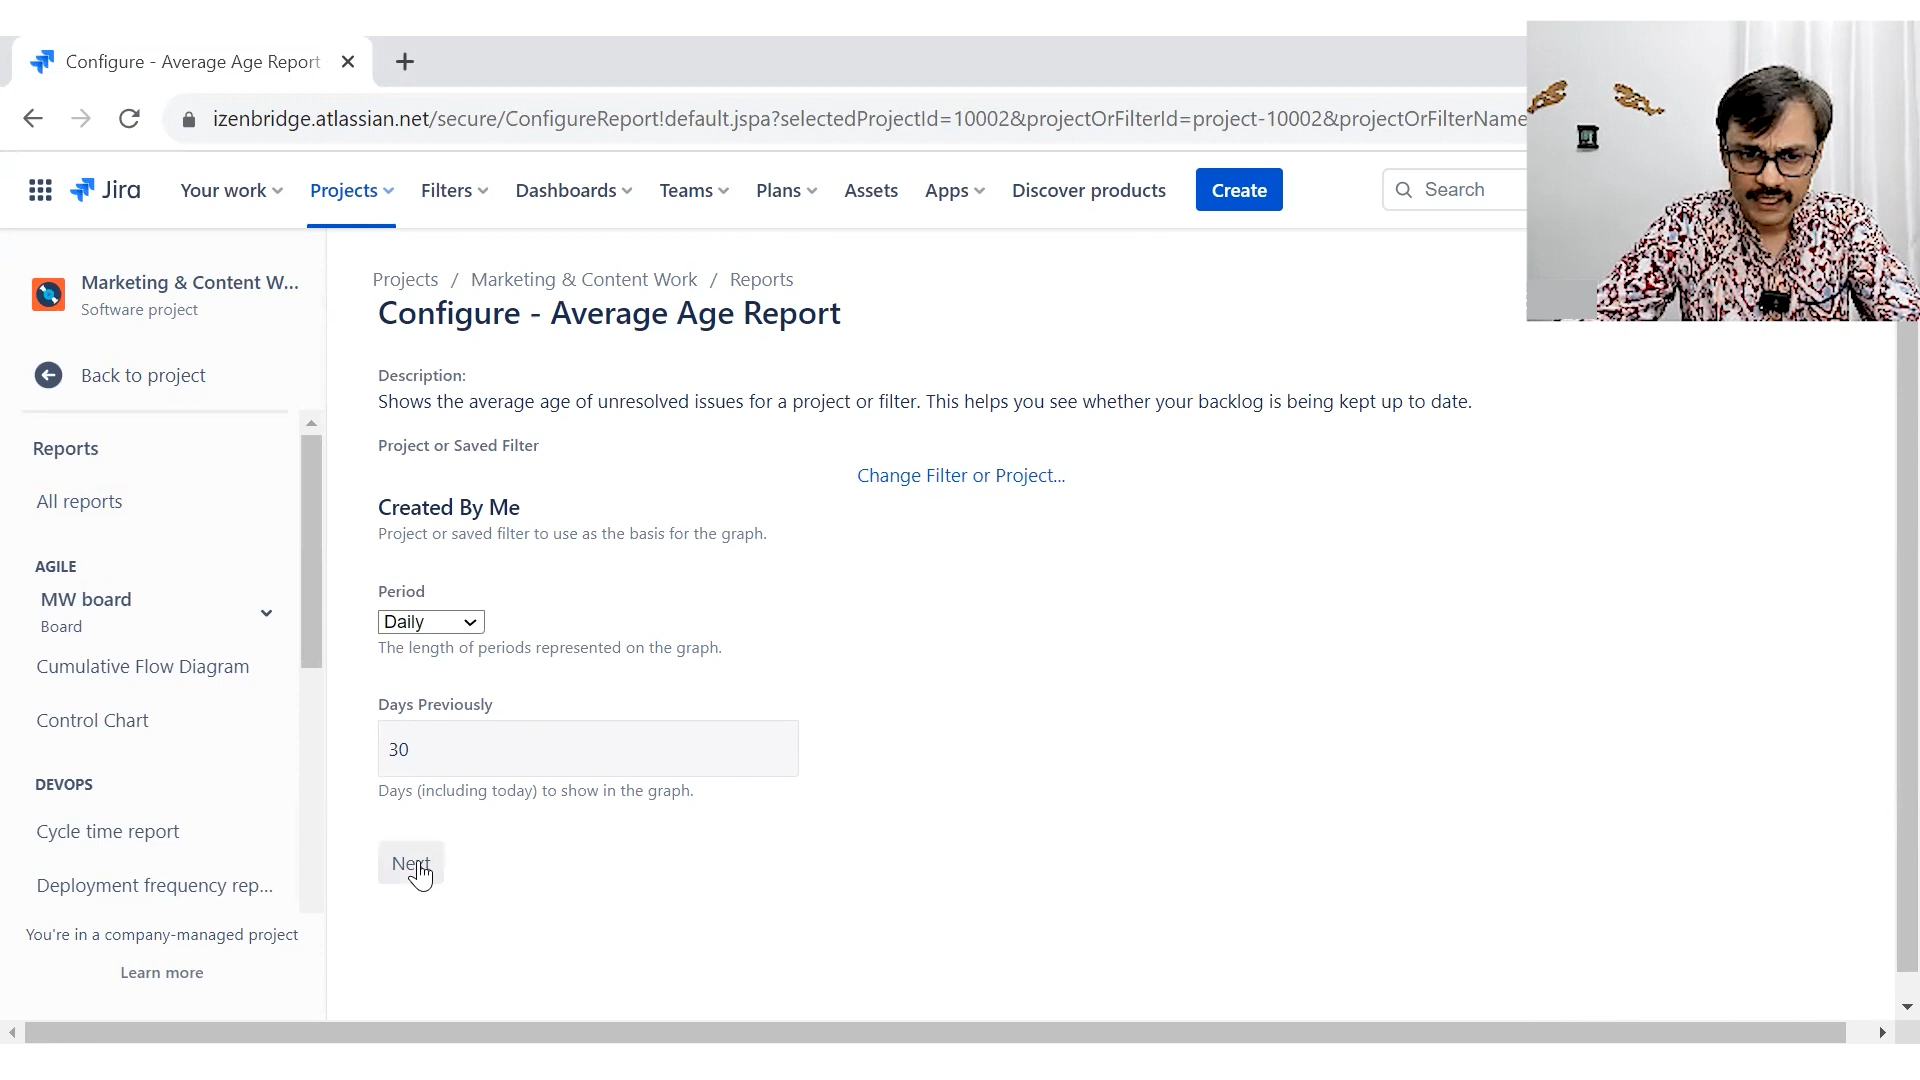 Configure - Average Age Report
izenbridge.atlassian.net/secure/ConfigureReport!default.jspa?selectedProjectId=10002&projectOrFilterId=project-10002&projectOrFilterName
Jira
Your work
Projects
Filters
Dashboards
Teams
Plans
Assets
Apps
Discover products
Create
Search
Marketing & Content W...
Software project
Back to project
Reports
All reports
AGILE
MW board
Board
Cumulative Flow Diagram
Control Chart
DEVOPS
Cycle time report
Deployment frequency rep...
You're in a company-managed project
Learn more
Projects / Marketing & Content Work / Reports
Configure - Average Age Report
Description:
Shows the average age of unresolved issues for a project or filter. This helps you see whether your backlog is being kept up to date.
Project or Saved Filter
Change Filter or Project...
Created By Me
Project or saved filter to use as the basis for the graph.
Period
Daily
The length of periods represented on the graph.
Days Previously
30
Days (including today) to show in the graph.
Next